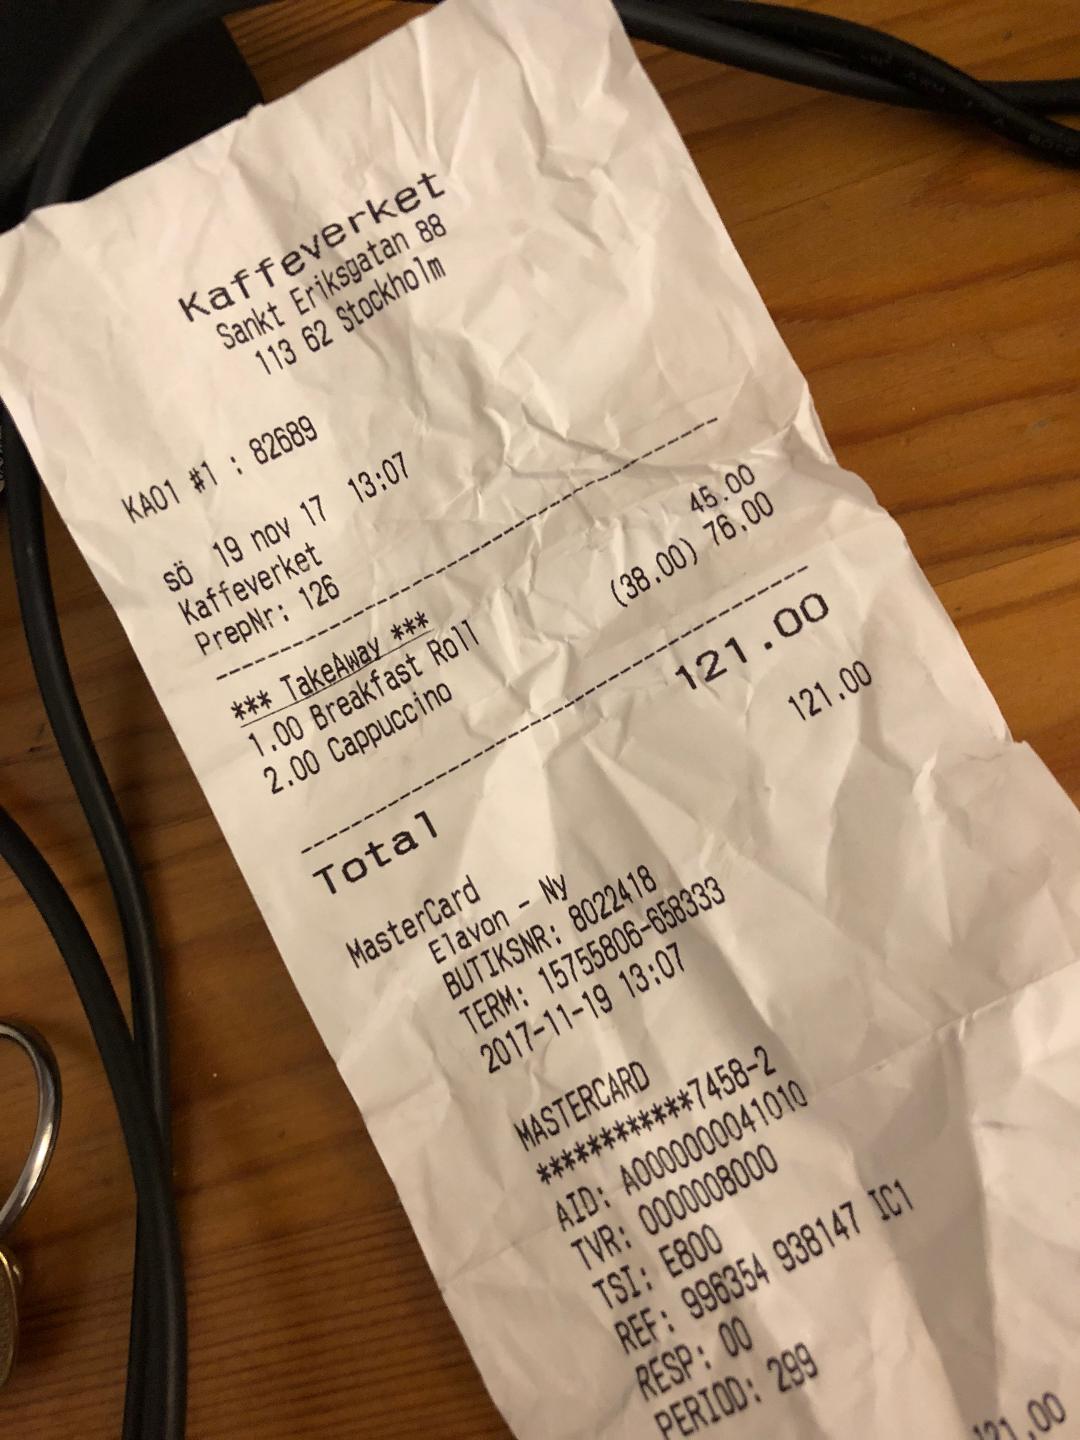 Kaffeverket
Sankt Eriksgatan 88
113 62 Stockholm
KA01 #1 : 82689
sö 19 nov 17 13:07
Kaffeverket
PrepNr: 126
*** TakeAway ***
1.00 Breakfast Roll 45.00
2.00 Cappuccino (38.00) 76.00
Total 121.00
MasterCard 121.00
Elavon - Ny
BUTIKSNR: 8022418
TERM: 15755806-658333
2017-11-19 13:07
MASTERCARD
************7458-2
AID: A0000000041010
TVR: 0000008000
TSI: E800
REF: 996354 938147 IC1
RESP: 00
PERIOD: 299
121.00